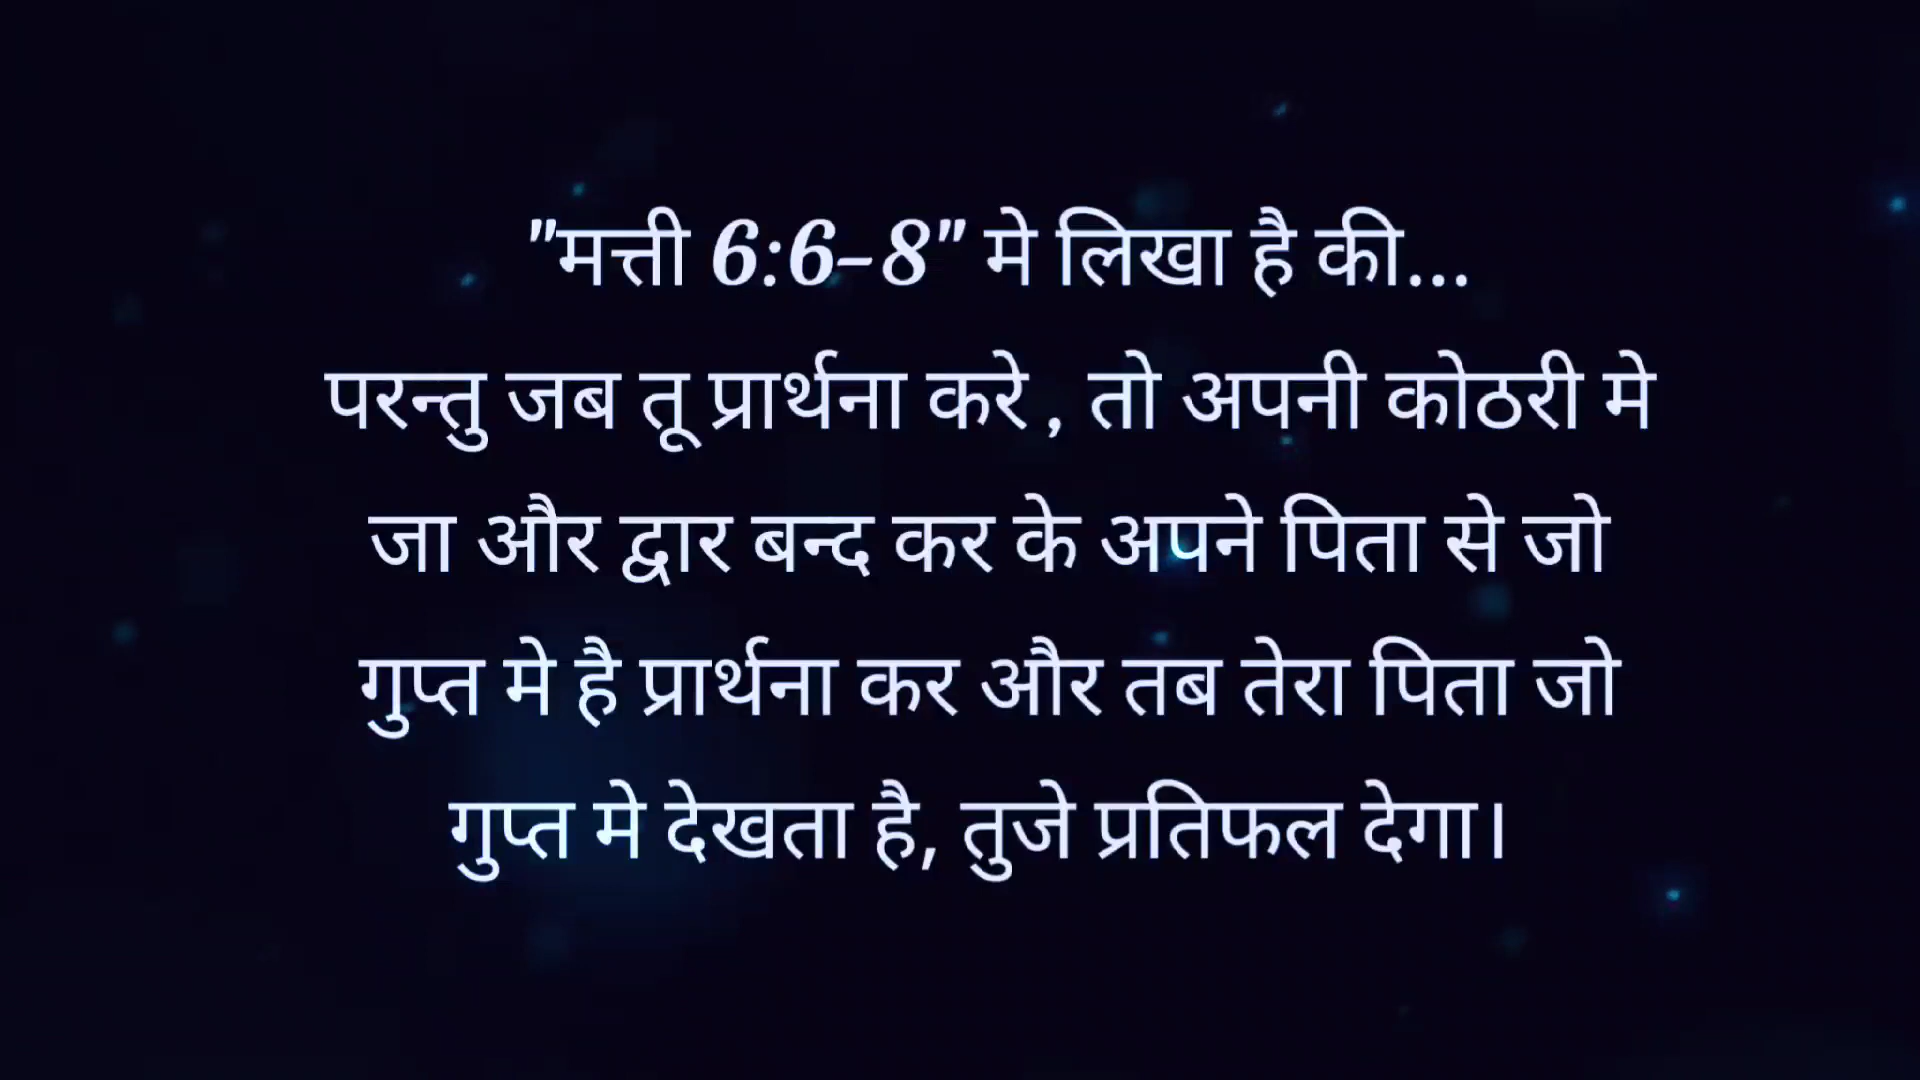 "मत्ती 6:6-8" मे लिखा है की...
परन्तु जब तू प्रार्थना करे , तो अपनी कोठरी मे
जा और द्वार बन्द कर के अपने पिता से जो
गुप्त मे है प्रार्थना कर और तब तेरा पिता जो
गुप्त मे देखता है, तुजे प्रतिफल देगा।